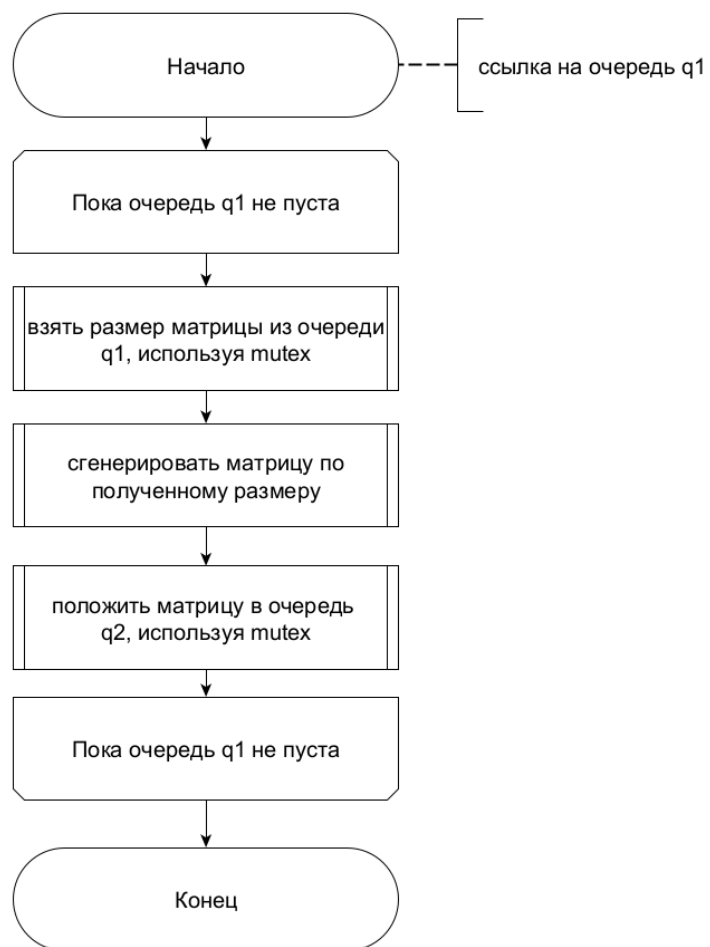 Начало
ссылка на очередь q1
Пока очередь q1 не пуста
взять размер матрицы из очереди
q1, используя mutex
сгенерировать матрицу по
полученному размеру
положить матрицу в очередь
q2, используя mutex
Пока очередь q1 не пуста
Конец